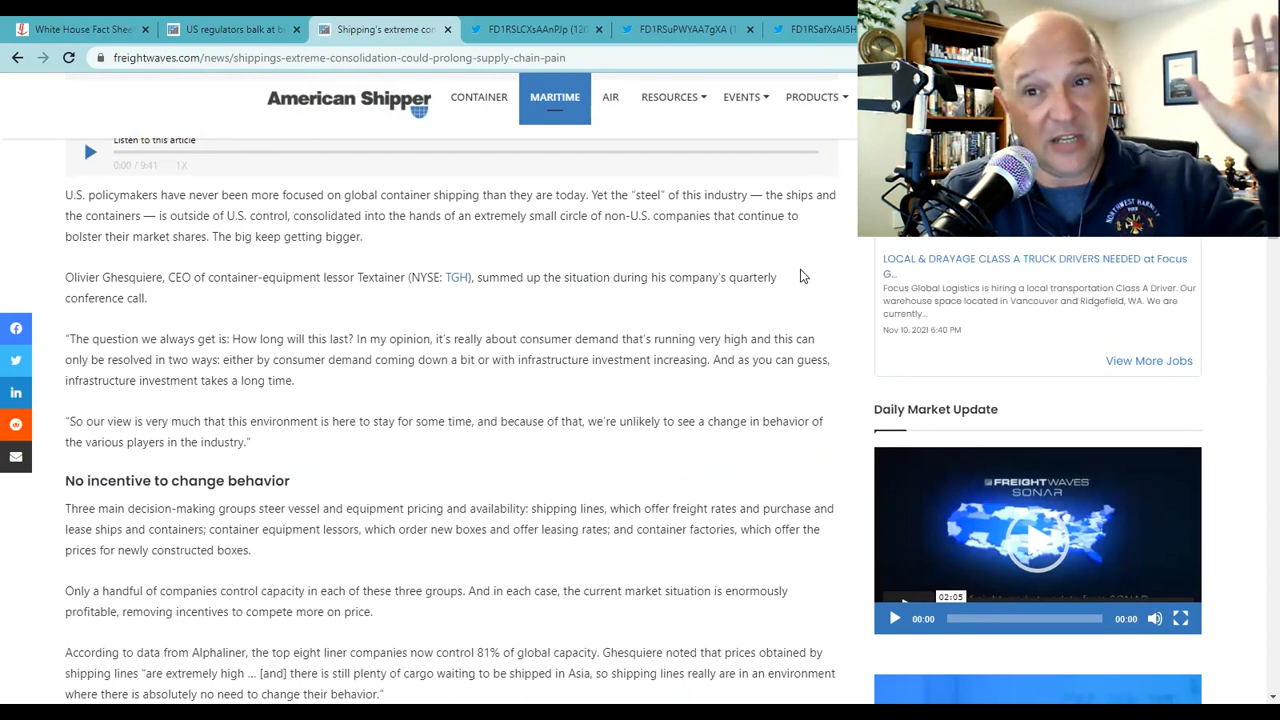 White House Fact Shee
US regulators balk at bi
Shipping's extreme con
FD1RSLCXsAAnPJp (120
FD1RSuPWYAA7gXA (1
FD1RSafXsAI5H
freightwaves.com/news/shippings-extreme-consolidation-could-prolong-supply-chain-pain
American Shipper
CONTAINER
MARITIME
AIR
RESOURCES
EVENTS
PRODUCTS
Listen to this article
0:00 / 9:41 1X
U.S. policymakers have never been more focused on global container shipping than they are today. Yet the “steel” of this industry — the ships and
the containers — is outside of U.S. control, consolidated into the hands of an extremely small circle of non-U.S. companies that continue to
bolster their market shares. The big keep getting bigger.
Olivier Ghesquiere, CEO of container-equipment lessor Textainer (NYSE: TGH), summed up the situation during his company’s quarterly
conference call.
“The question we always get is: How long will this last? In my opinion, it’s really about consumer demand that’s running very high and this can
only be resolved in two ways: either by consumer demand coming down a bit or with infrastructure investment increasing. And as you can guess,
infrastructure investment takes a long time.
“So our view is very much that this environment is here to stay for some time, and because of that, we’re unlikely to see a change in behavior of
the various players in the industry.”
No incentive to change behavior
Three main decision-making groups steer vessel and equipment pricing and availability: shipping lines, which offer freight rates and purchase and
lease ships and containers; container equipment lessors, which order new boxes and offer leasing rates; and container factories, which offer the
prices for newly constructed boxes.
Only a handful of companies control capacity in each of these three groups. And in each case, the current market situation is enormously
profitable, removing incentives to compete more on price.
According to data from Alphaliner, the top eight liner companies now control 81% of global capacity. Ghesquiere noted that prices obtained by
shipping lines “are extremely high … [and] there is still plenty of cargo waiting to be shipped in Asia, so shipping lines really are in an environment
where there is absolutely no need to change their behavior.”
NORTHWEST HARNETT
LOCAL & DRAYAGE CLASS A TRUCK DRIVERS NEEDED at Focus
G...
Focus Global Logistics is hiring a local transportation Class A Driver. Our
warehouse space located in Vancouver and Ridgefield, WA. We are
currently...
Nov 10, 2021 6:40 PM
View More Jobs
Daily Market Update
FREIGHTWAVES
SONAR
02:05
00:00
00:00